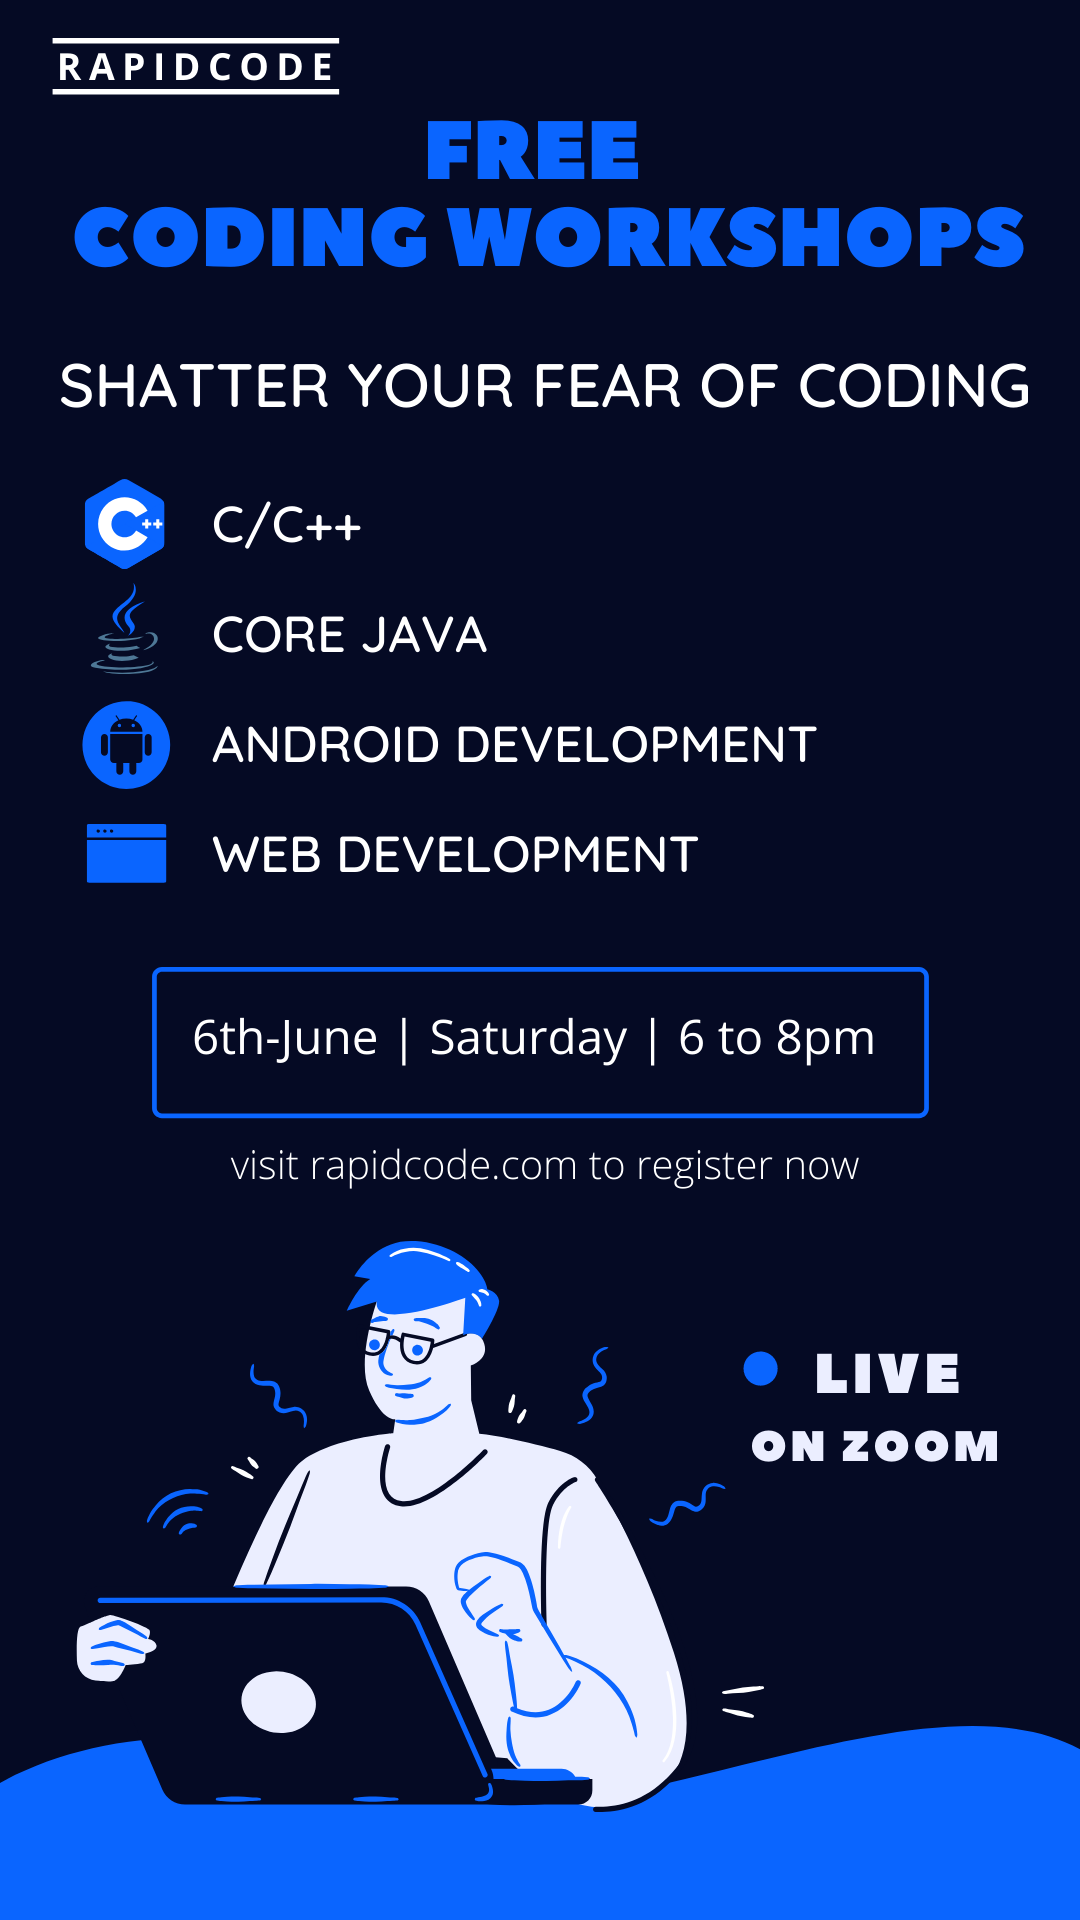 RAPIDCODE
FREE
CODING WORKSHOPS
SHATTER YOUR FEAR OF CODING
C++
C/C++
CORE JAVA
ANDROID DEVELOPMENT
WEB DEVELOPMENT
6th-June | Saturday | 6 to 8pm
visit rapidcode.com to register now
LIVE
ON ZOOM